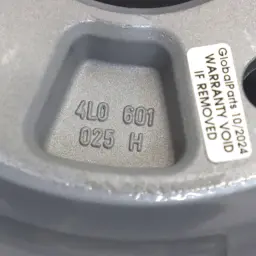 4L0 601
025 H
GlobalParts 10/2024
WARRANTY VOID
IF REMOVED